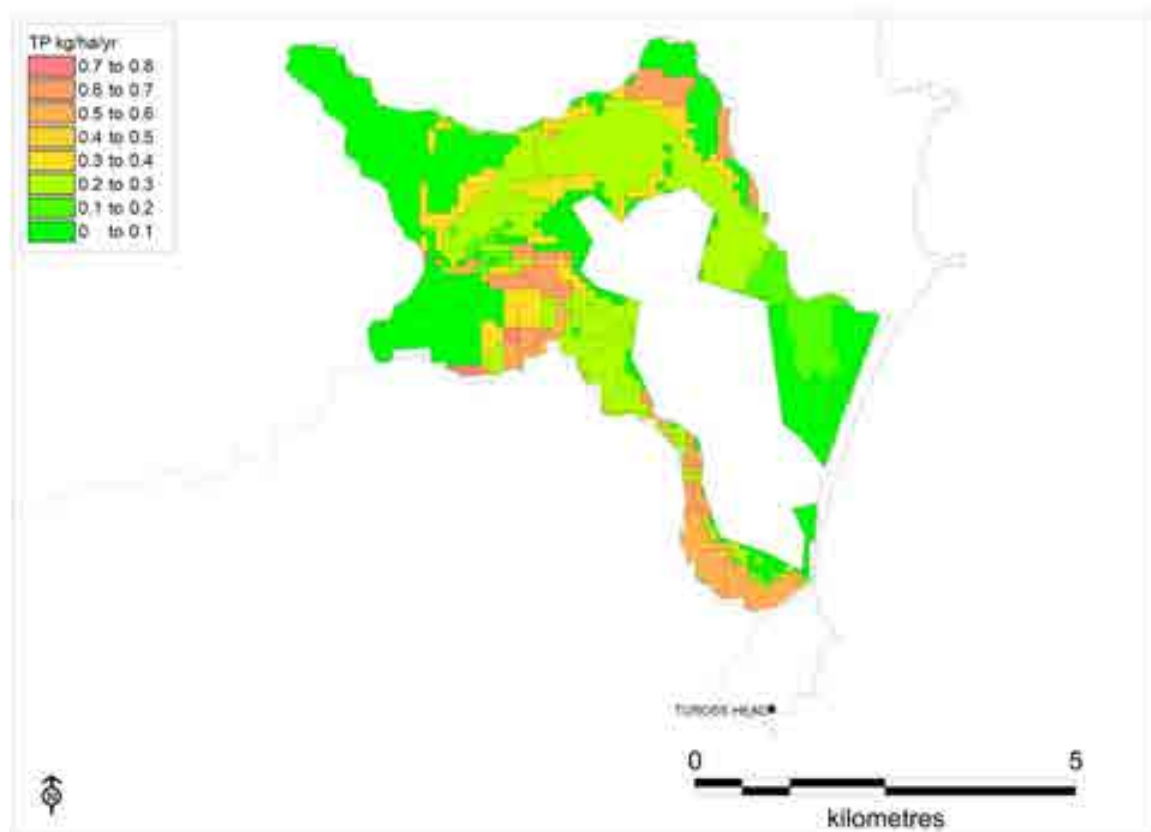 TP kg/ha/yr
0.7 to 0.8
0.6 to 0.7
0.5 to 0.6
0.4 to 0.5
0.3 to 0.4
0.2 to 0.3
0.1 to 0.2
0 to 0.1
TUROSS HEAD
0 5
kilometres